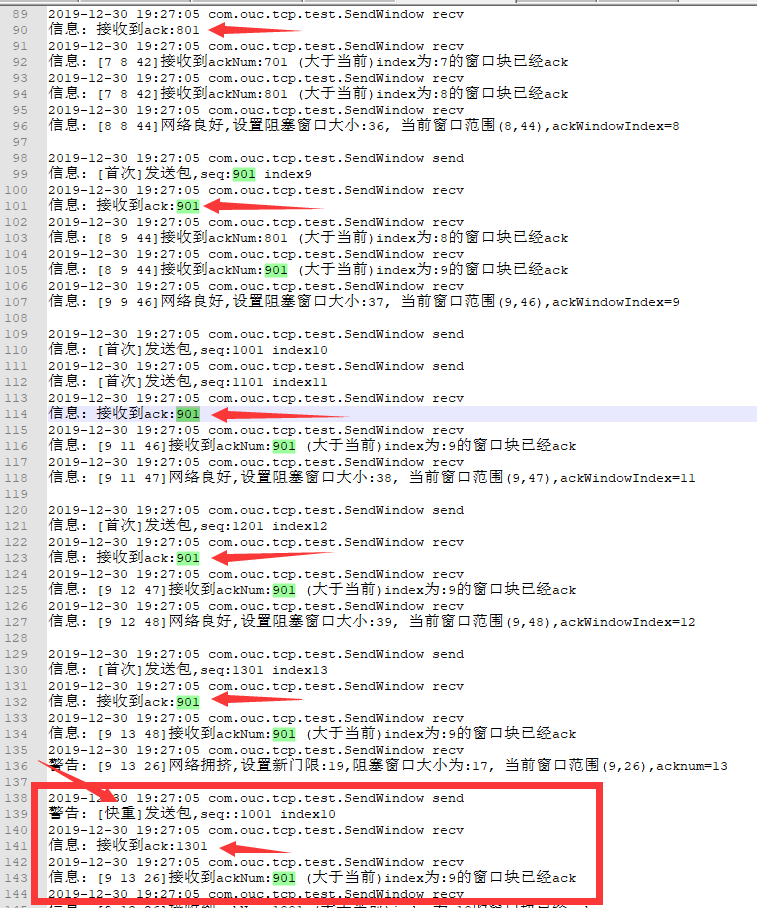 89 2019-12-30 19:27:05 com.ouc.tcp.test.SendWindow recv
90 信息: 接收到ack:801
91 2019-12-30 19:27:05 com.ouc.tcp.test.SendWindow recv
92 信息: [7 8 42]接收到ackNum:701 (大于当前)index为:7的窗口块已经ack
93 2019-12-30 19:27:05 com.ouc.tcp.test.SendWindow recv
94 信息: [7 8 42]接收到ackNum:801 (大于当前)index为:8的窗口块已经ack
95 2019-12-30 19:27:05 com.ouc.tcp.test.SendWindow recv
96 信息: [8 8 44]网络良好,设置阻塞窗口大小:36, 当前窗口范围(8,44),ackWindowIndex=8
97
98 2019-12-30 19:27:05 com.ouc.tcp.test.SendWindow send
99 信息: [首次]发送包,seq:901 index9
100 2019-12-30 19:27:05 com.ouc.tcp.test.SendWindow recv
101 信息: 接收到ack:901
102 2019-12-30 19:27:05 com.ouc.tcp.test.SendWindow recv
103 信息: [8 9 44]接收到ackNum:801 (大于当前)index为:8的窗口块已经ack
104 2019-12-30 19:27:05 com.ouc.tcp.test.SendWindow recv
105 信息: [8 9 44]接收到ackNum:901 (大于当前)index为:9的窗口块已经ack
106 2019-12-30 19:27:05 com.ouc.tcp.test.SendWindow recv
107 信息: [9 9 46]网络良好,设置阻塞窗口大小:37, 当前窗口范围(9,46),ackWindowIndex=9
108
109 2019-12-30 19:27:05 com.ouc.tcp.test.SendWindow send
110 信息: [首次]发送包,seq:1001 index10
111 2019-12-30 19:27:05 com.ouc.tcp.test.SendWindow send
112 信息: [首次]发送包,seq:1101 index11
113 2019-12-30 19:27:05 com.ouc.tcp.test.SendWindow recv
114 信息: 接收到ack:901
115 2019-12-30 19:27:05 com.ouc.tcp.test.SendWindow recv
116 信息: [9 11 46]接收到ackNum:901 (大于当前)index为:9的窗口块已经ack
117 2019-12-30 19:27:05 com.ouc.tcp.test.SendWindow recv
118 信息: [9 11 47]网络良好,设置阻塞窗口大小:38, 当前窗口范围(9,47),ackWindowIndex=11
119
120 2019-12-30 19:27:05 com.ouc.tcp.test.SendWindow send
121 信息: [首次]发送包,seq:1201 index12
122 2019-12-30 19:27:05 com.ouc.tcp.test.SendWindow recv
123 信息: 接收到ack:901
124 2019-12-30 19:27:05 com.ouc.tcp.test.SendWindow recv
125 信息: [9 12 47]接收到ackNum:901 (大于当前)index为:9的窗口块已经ack
126 2019-12-30 19:27:05 com.ouc.tcp.test.SendWindow recv
127 信息: [9 12 48]网络良好,设置阻塞窗口大小:39, 当前窗口范围(9,48),ackWindowIndex=12
128
129 2019-12-30 19:27:05 com.ouc.tcp.test.SendWindow send
130 信息: [首次]发送包,seq:1301 index13
131 2019-12-30 19:27:05 com.ouc.tcp.test.SendWindow recv
132 信息: 接收到ack:901
133 2019-12-30 19:27:05 com.ouc.tcp.test.SendWindow recv
134 信息: [9 13 48]接收到ackNum:901 (大于当前)index为:9的窗口块已经ack
135 2019-12-30 19:27:05 com.ouc.tcp.test.SendWindow recv
136 警告: [9 13 26]网络拥挤,设置新门限:19,阻塞窗口大小为:17, 当前窗口范围(9,26),acknum=13
137
138 2019-12-30 19:27:05 com.ouc.tcp.test.SendWindow send
139 警告: [快重]发送包,seq::1001 index10
140 2019-12-30 19:27:05 com.ouc.tcp.test.SendWindow recv
141 信息: 接收到ack:1301
142 2019-12-30 19:27:05 com.ouc.tcp.test.SendWindow recv
143 信息: [9 13 26]接收到ackNum:901 (大于当前)index为:9的窗口块已经ack
144 2019-12-30 19:27:05 com.ouc.tcp.test.SendWindow recv